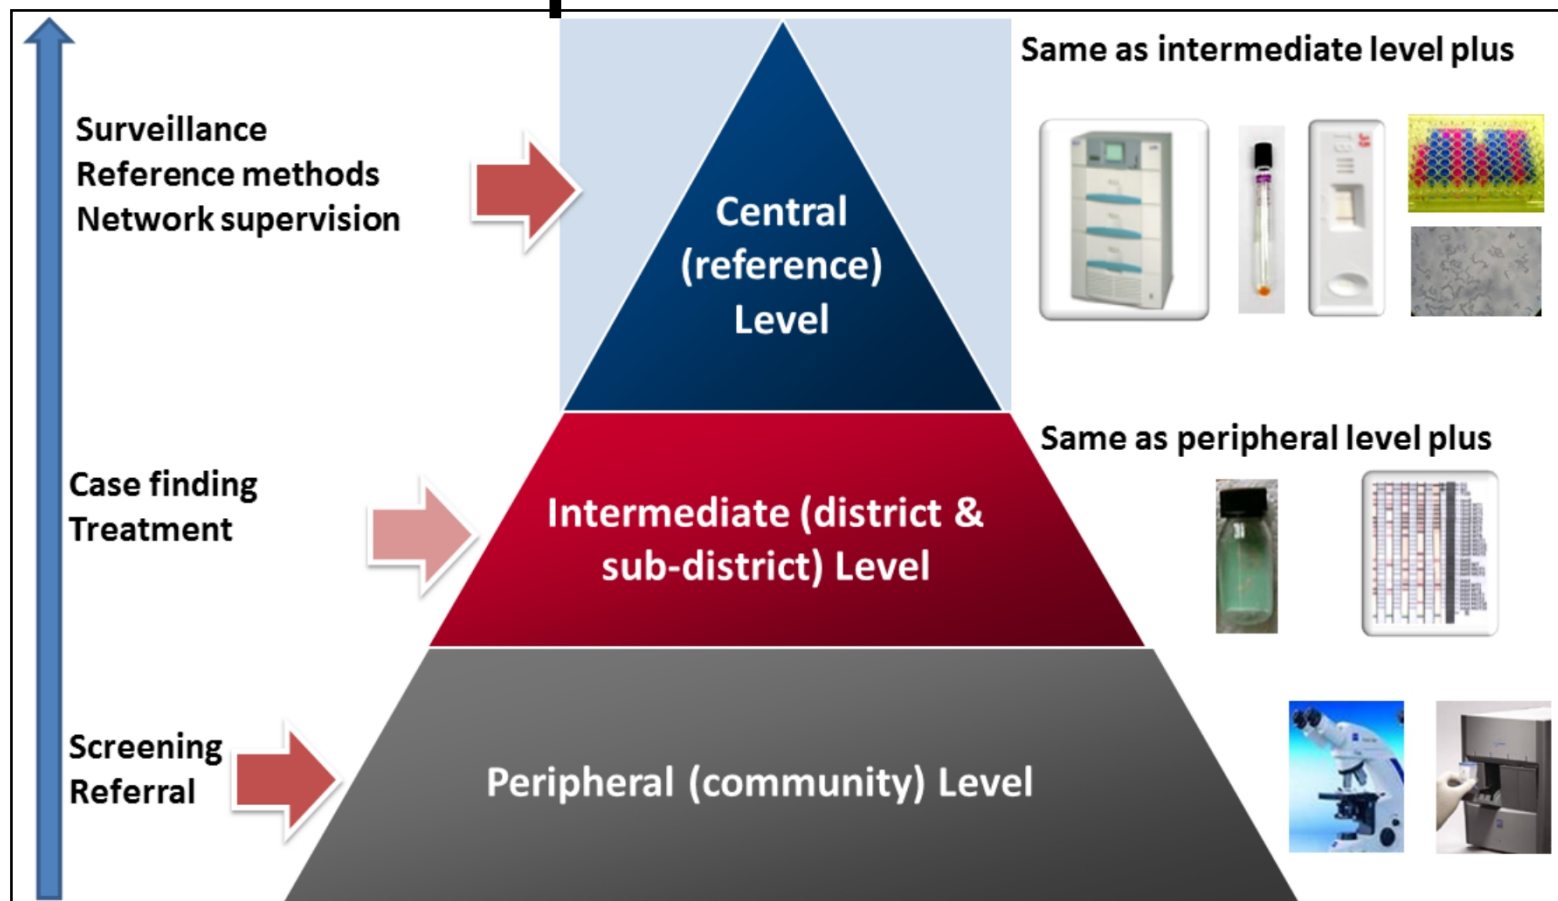 Same as intermediate level plus
Surveillance
Reference methods
Network supervision
Central
(reference)
Level
Same as peripheral level plus
Case finding
Treatment
Intermediate (district &
sub-district) Level
Screening
Referral
Peripheral (community) Level